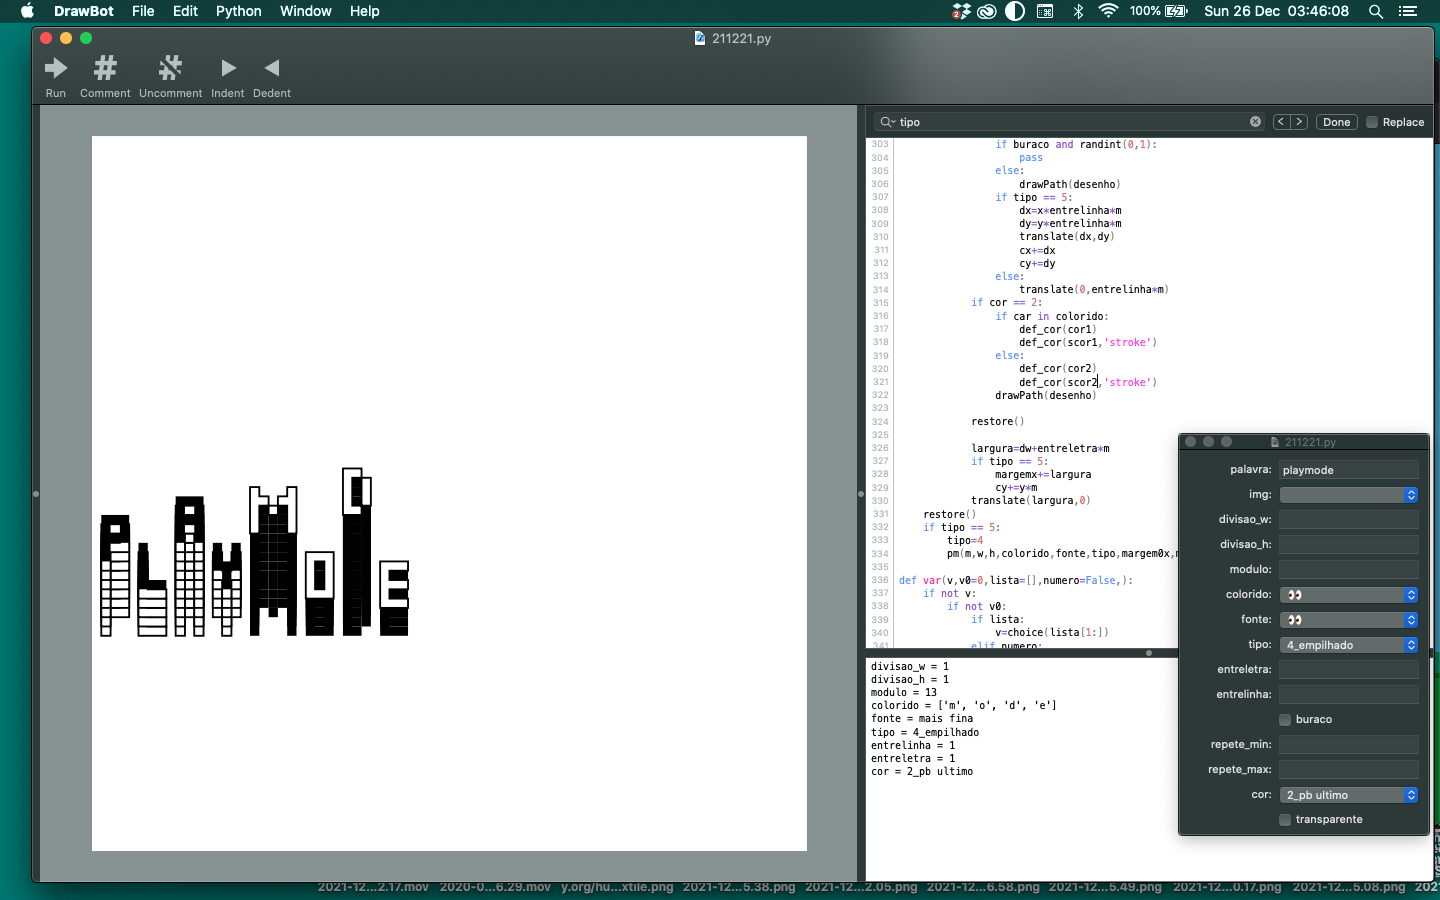 DrawBot File Edit Python Window Help
2 100% Sun 26 Dec 03:46:08
211221.py
Run Comment Uncomment Indent Dedent
tipo
< > Done Replace
PLAYMODE
303 if buraco and randint(0,1):
304 pass
305 else:
306 drawPath(desenho)
307 if tipo == 5:
308 dx=x*entrelinha*m
309 dy=y*entrelinha*m
310 translate(dx,dy)
311 cx+=dx
312 cy+=dy
313 else:
314 translate(0,entrelinha*m)
315 if cor == 2:
316 if car in colorido:
317 def_cor(cor1)
318 def_cor(scor1,'stroke')
319 else:
320 def_cor(cor2)
321 def_cor(scor2,'stroke')
322 drawPath(desenho)
323
324 restore()
325
326 largura=dw+entreletra*m
327 if tipo == 5:
328 margemx+=largura
329 cy+=y*m
330 translate(largura,0)
331 restore()
332 if tipo == 5:
333 tipo=4
334 pm(m,w,h,colorido,fonte,tipo,margem0x,
335
336 def var(v,v0=0,lista=[],numero=False,):
337 if not v:
338 if not v0:
339 if lista:
340 v=choice(lista[1:])
341 elif numero:
divisao_w = 1
divisao_h = 1
modulo = 13
colorido = ['m', 'o', 'd', 'e']
fonte = mais fina
tipo = 4_empilhado
entrelinha = 1
entreletra = 1
cor = 2_pb ultimo
211221.py
palavra: playmode
img:
divisao_w:
divisao_h:
modulo:
colorido: 👀
fonte: 👀
tipo: 4_empilhado
entreletra:
entrelinha:
buraco
repete_min:
repete_max:
cor: 2_pb ultimo
transparente
2021-12...2.17.mov 2020-0...6.29.mov y.org/hu...xtile.png 2021-12...5.38.png 2021-12...2.05.png 2021-12...6.58.png 2021-12...5.49.png 2021-12...0.17.png 2021-12...5.08.png 2021